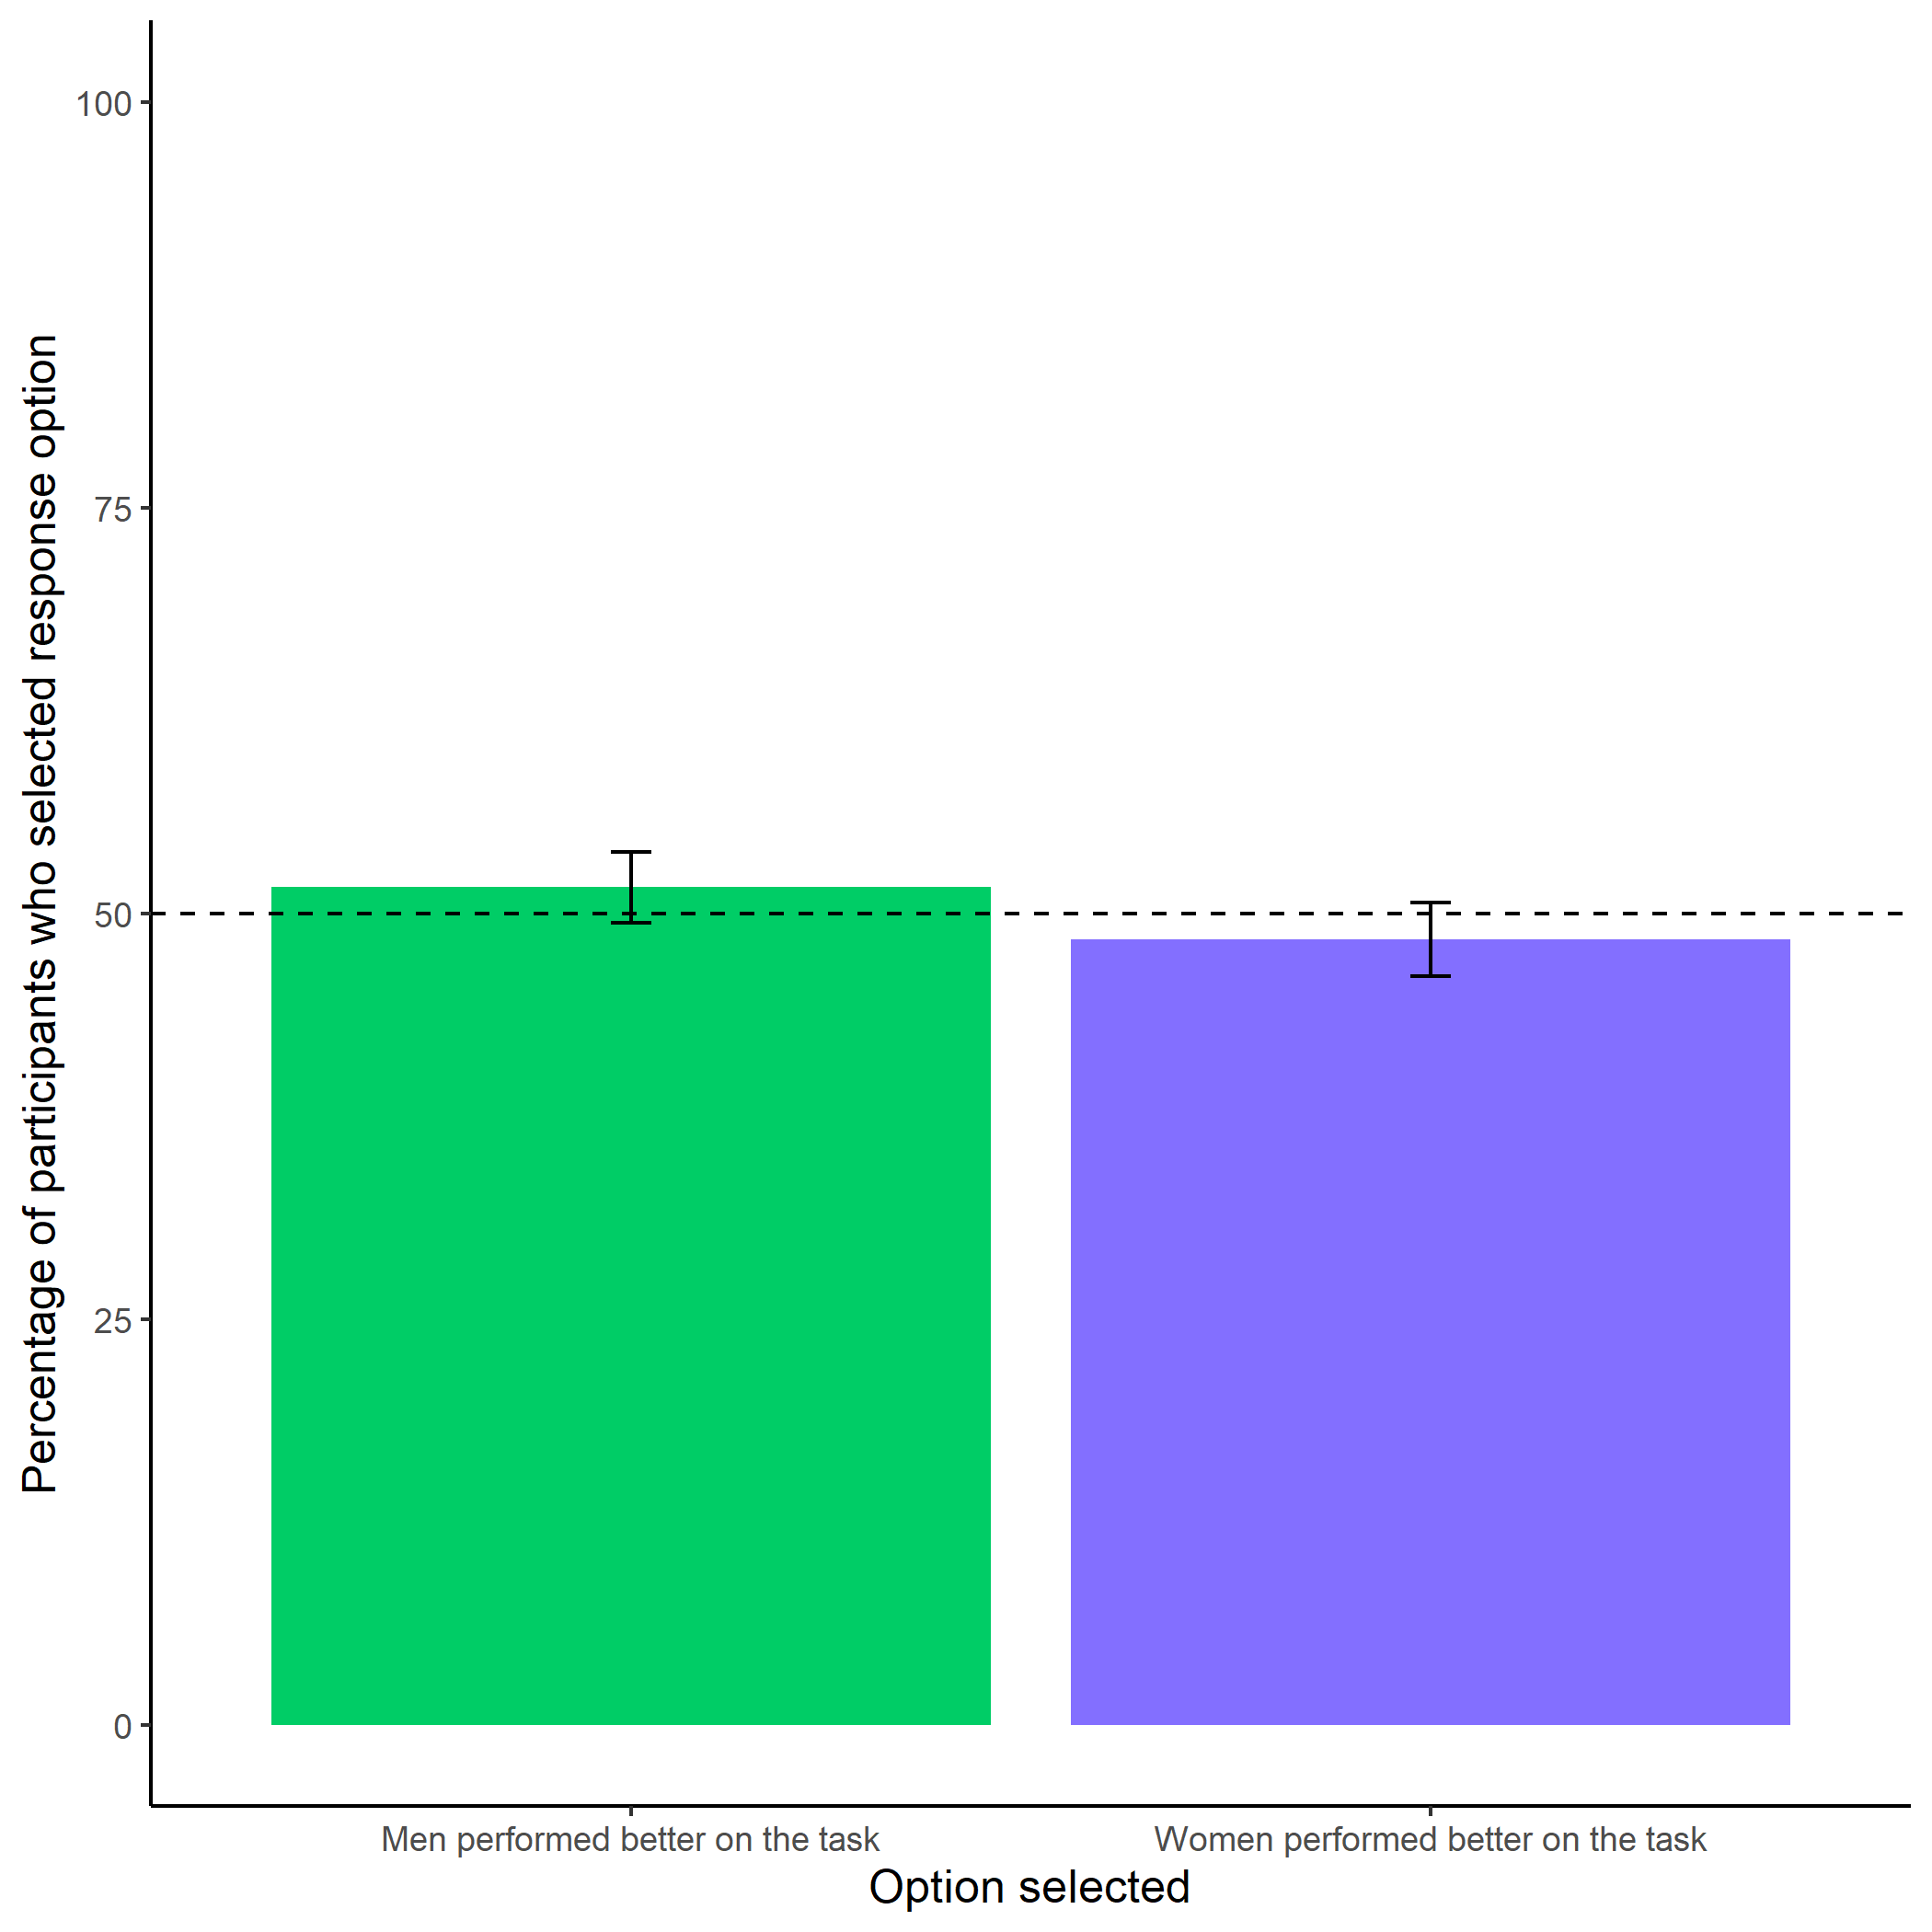 Percentage of participants who selected response option
100
75
50
25
0
Men performed better on the task
Women performed better on the task
Option selected